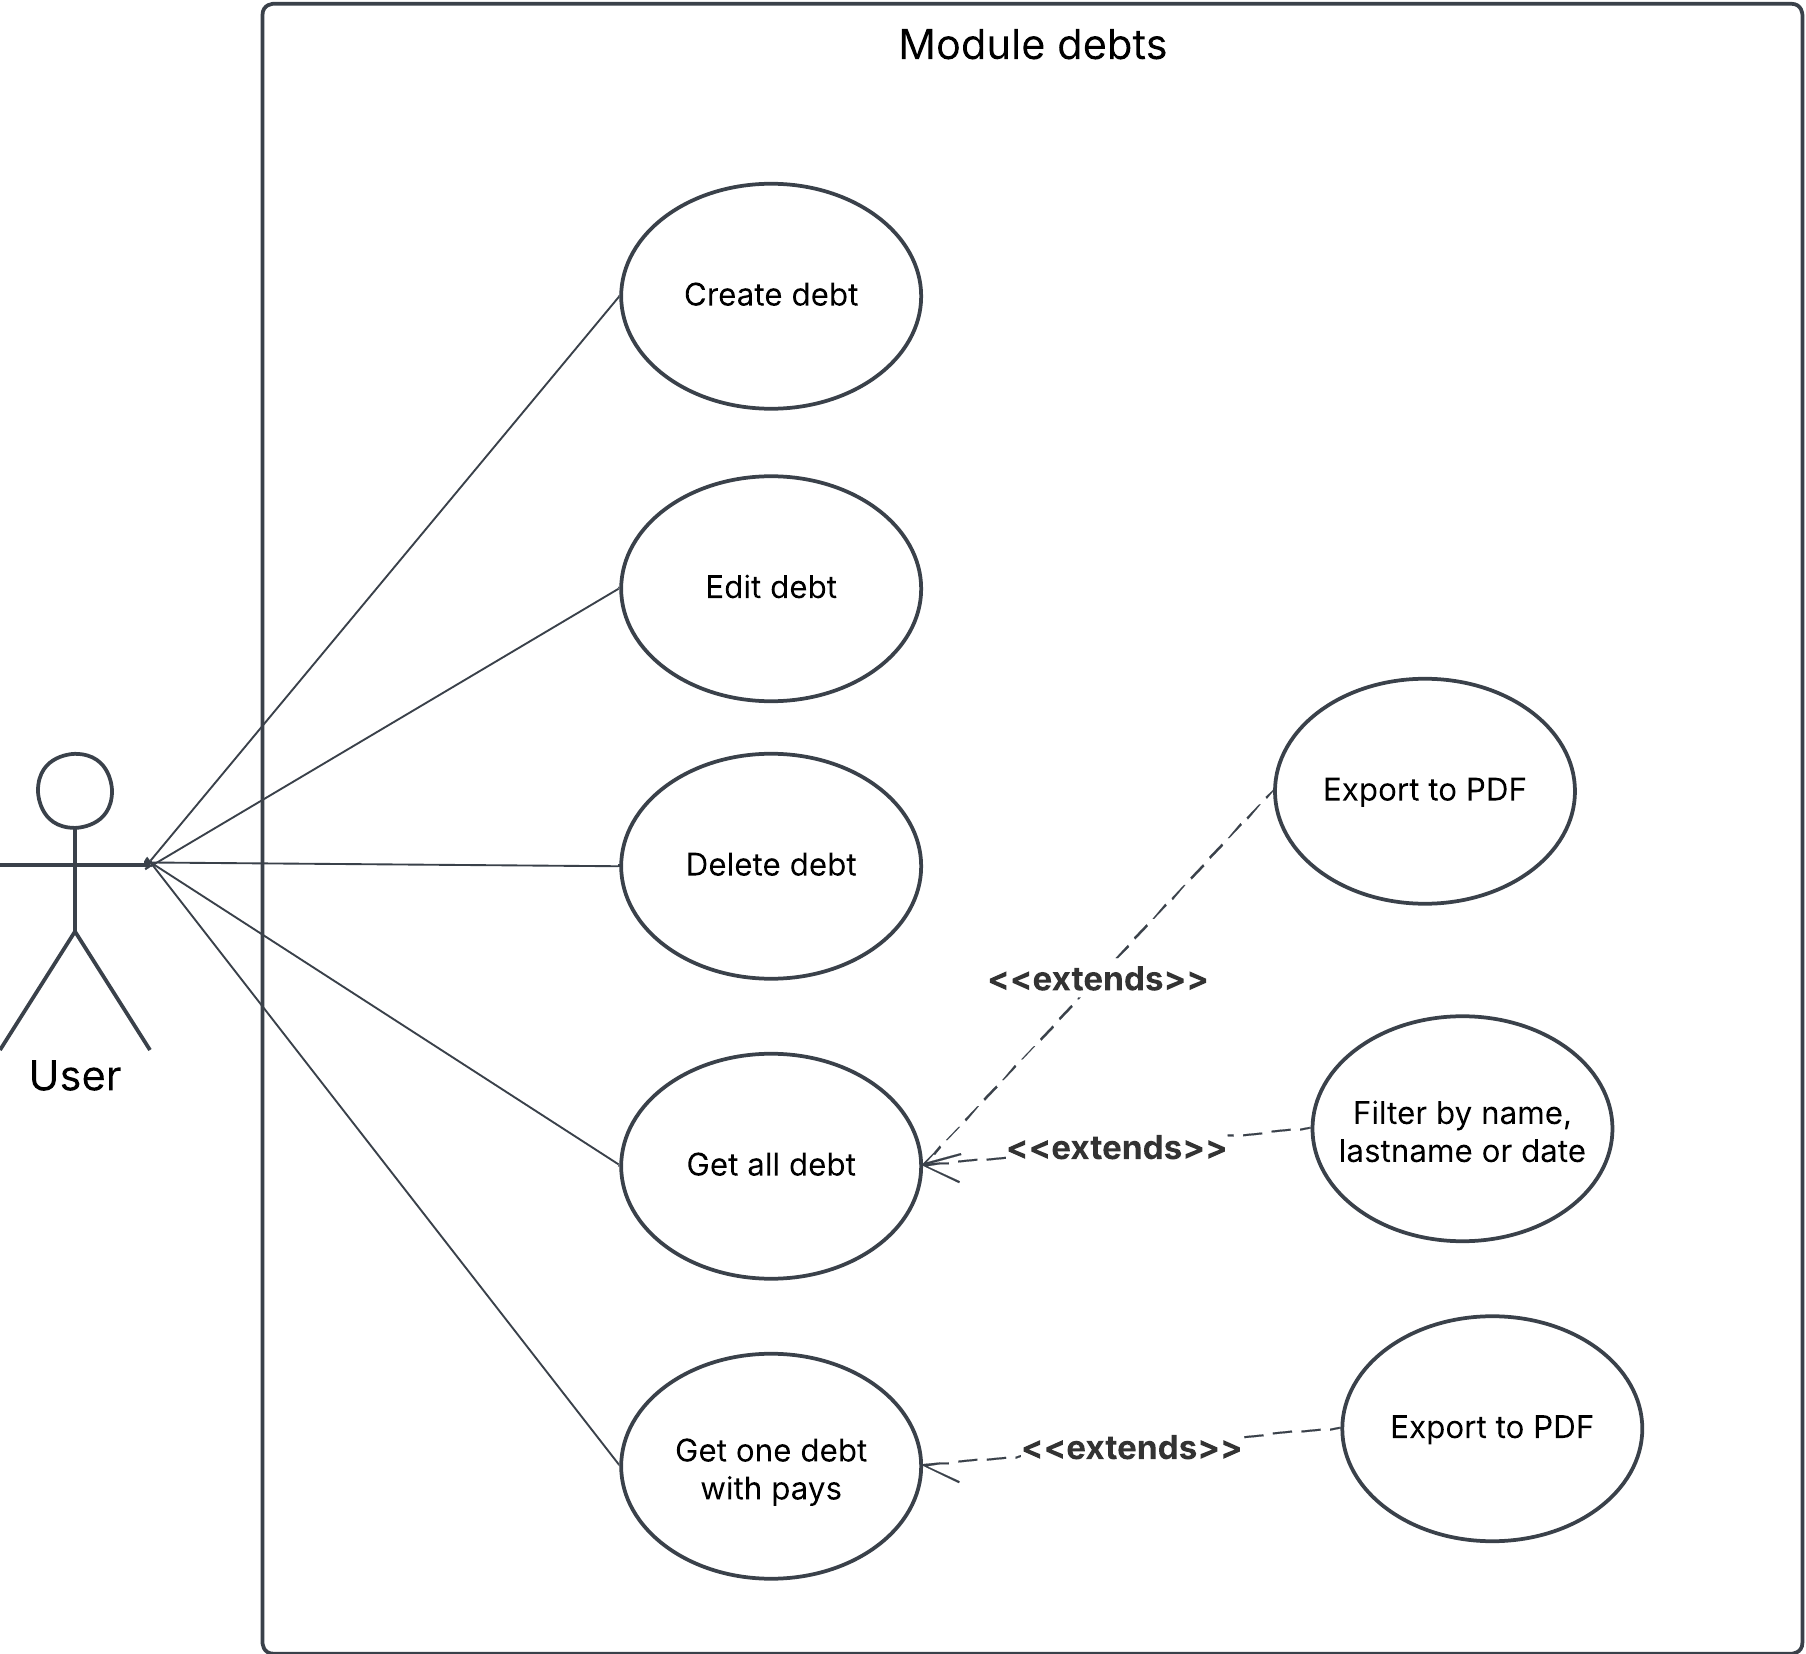 Module debts
Create debt
Edit debt
Export to PDF
Delete debt
<<extends>>
User
Filter by name,
lastname or date
<<extends>>
Get all debt
Export to PDF
<<extends>>
Get one debt
with pays